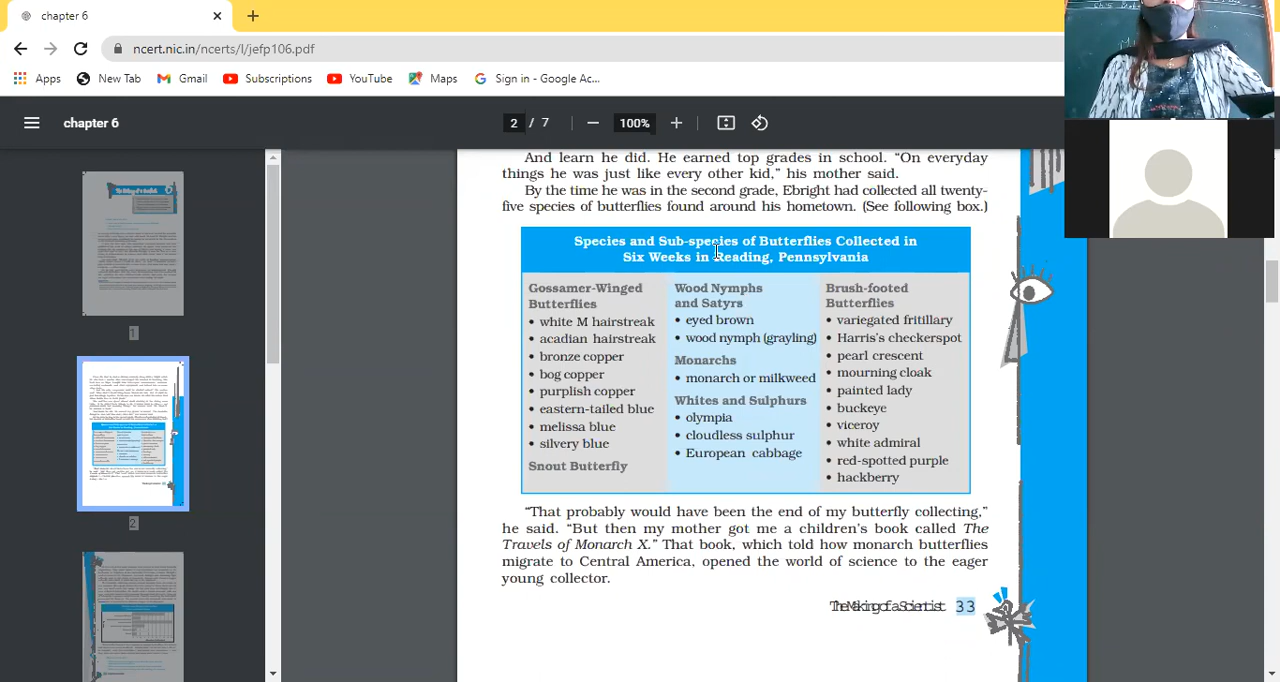 chapter 6
ncert.nic.in/ncerts/l/jefp106.pdf
Apps New Tab Gmail Subscriptions YouTube Maps Sign in - Google Ac...
chapter 6 2 / 7 100%
And learn he did. He earned top grades in school. “On everyday
things he was just like every other kid,” his mother said.
By the time he was in the second grade, Ebright had collected all twenty-
five species of butterflies found around his hometown. (See following box.)
Species and Sub-species of Butterflies Collected in
Six Weeks in Reading, Pennsylvania
Gossamer-Winged
Butterflies
• white M hairstreak
• acadian hairstreak
• bronze copper
• bog copper
• purplish copper
• eastern-tailed blue
• melissa blue
• silvery blue
Snout Butterfly
Wood Nymphs
and Satyrs
• eyed brown
• wood nymph (grayling)
Monarchs
• monarch or milkweed
Whites and Sulphurs
• olympia
• cloudless sulphur
• European cabbage
Brush-footed
Butterflies
• variegated fritillary
• Harris's checkerspot
• pearl crescent
• mourning cloak
• painted lady
• buckeye
• viceroy
• white admiral
• red-spotted purple
• hackberry
“That probably would have been the end of my butterfly collecting,”
he said. “But then my mother got me a children's book called The
Travels of Monarch X.” That book, which told how monarch butterflies
migrate to Central America, opened the world of science to the eager
young collector.
The Making of a Scientist 33
1
2